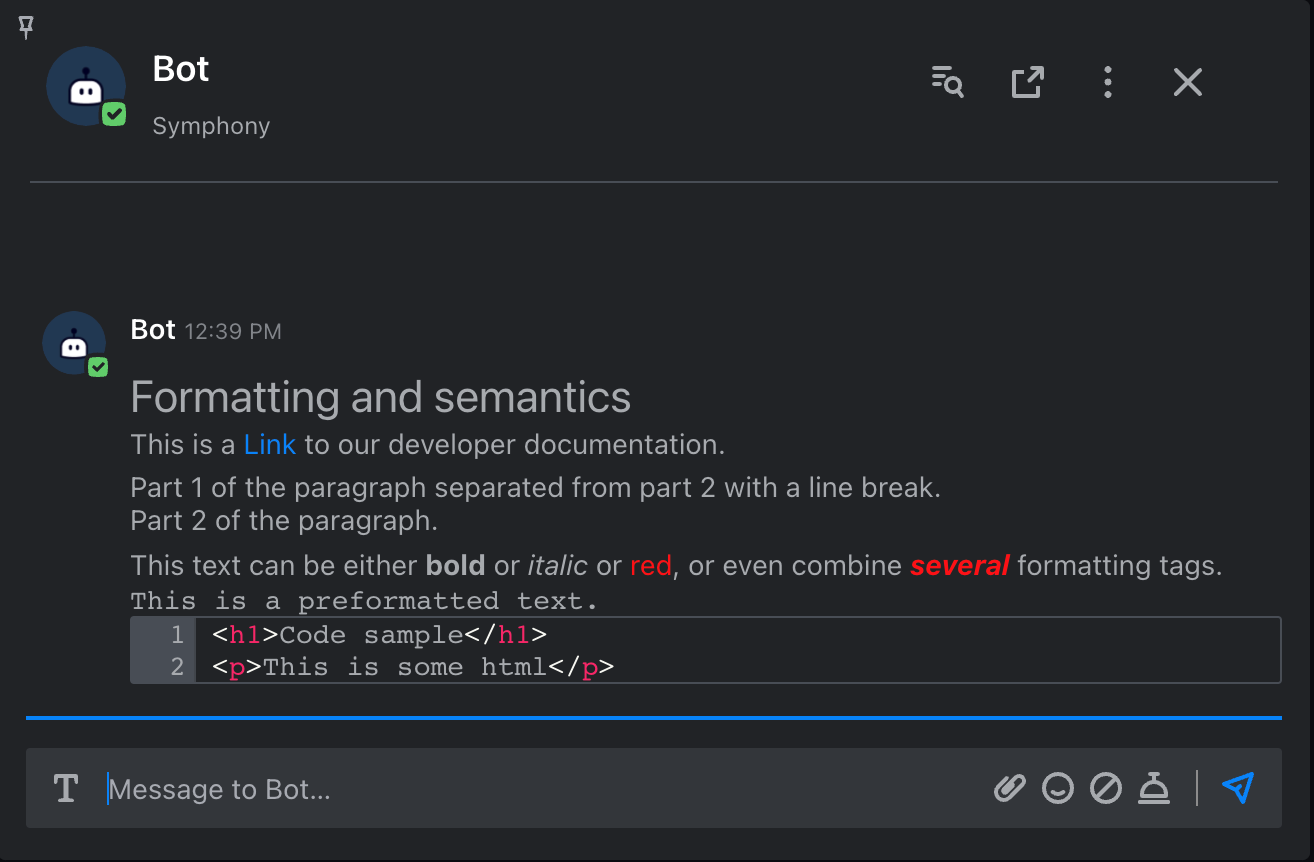 Bot
Symphony
Bot 12:39 PM
Formatting and semantics
This is a Link to our developer documentation.
Part 1 of the paragraph separated from part 2 with a line break.
Part 2 of the paragraph.
This text can be either bold or italic or red, or even combine several formatting tags.
This is a preformatted text.
1 <h1>Code sample</h1>
2 <p>This is some html</p>
T Message to Bot...